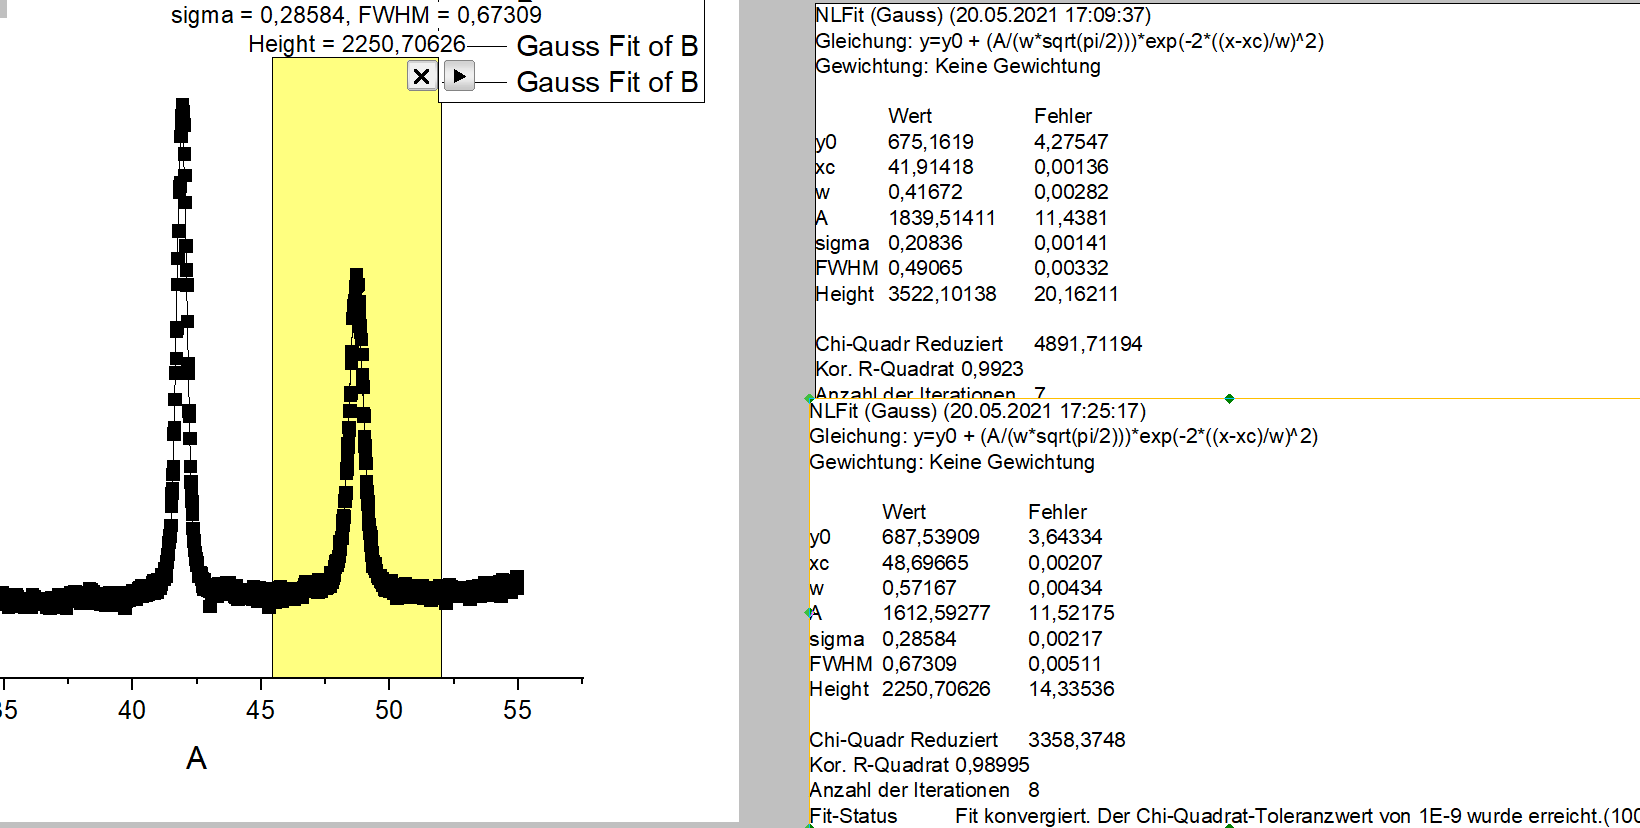 sigma = 0,28584, FWHM = 0,67309
Height = 2250,70626
Gauss Fit of B
Gauss Fit of B
35 40 45 50 55
A
NLFit (Gauss) (20.05.2021 17:09:37)
Gleichung: y=y0 + (A/(w*sqrt(pi/2)))*exp(-2*((x-xc)/w)^2)
Gewichtung: Keine Gewichtung
Wert Fehler
y0 675,1619 4,27547
xc 41,91418 0,00136
w 0,41672 0,00282
A 1839,51411 11,4381
sigma 0,20836 0,00141
FWHM 0,49065 0,00332
Height 3522,10138 20,16211
Chi-Quadr Reduziert 4891,71194
Kor. R-Quadrat 0,9923
Anzahl der Iterationen 7
NLFit (Gauss) (20.05.2021 17:25:17)
Gleichung: y=y0 + (A/(w*sqrt(pi/2)))*exp(-2*((x-xc)/w)^2)
Gewichtung: Keine Gewichtung
Wert Fehler
y0 687,53909 3,64334
xc 48,69665 0,00207
w 0,57167 0,00434
A 1612,59277 11,52175
sigma 0,28584 0,00217
FWHM 0,67309 0,00511
Height 2250,70626 14,33536
Chi-Quadr Reduziert 3358,3748
Kor. R-Quadrat 0,98995
Anzahl der Iterationen 8
Fit-Status Fit konvergiert. Der Chi-Quadrat-Toleranzwert von 1E-9 wurde erreicht.(100